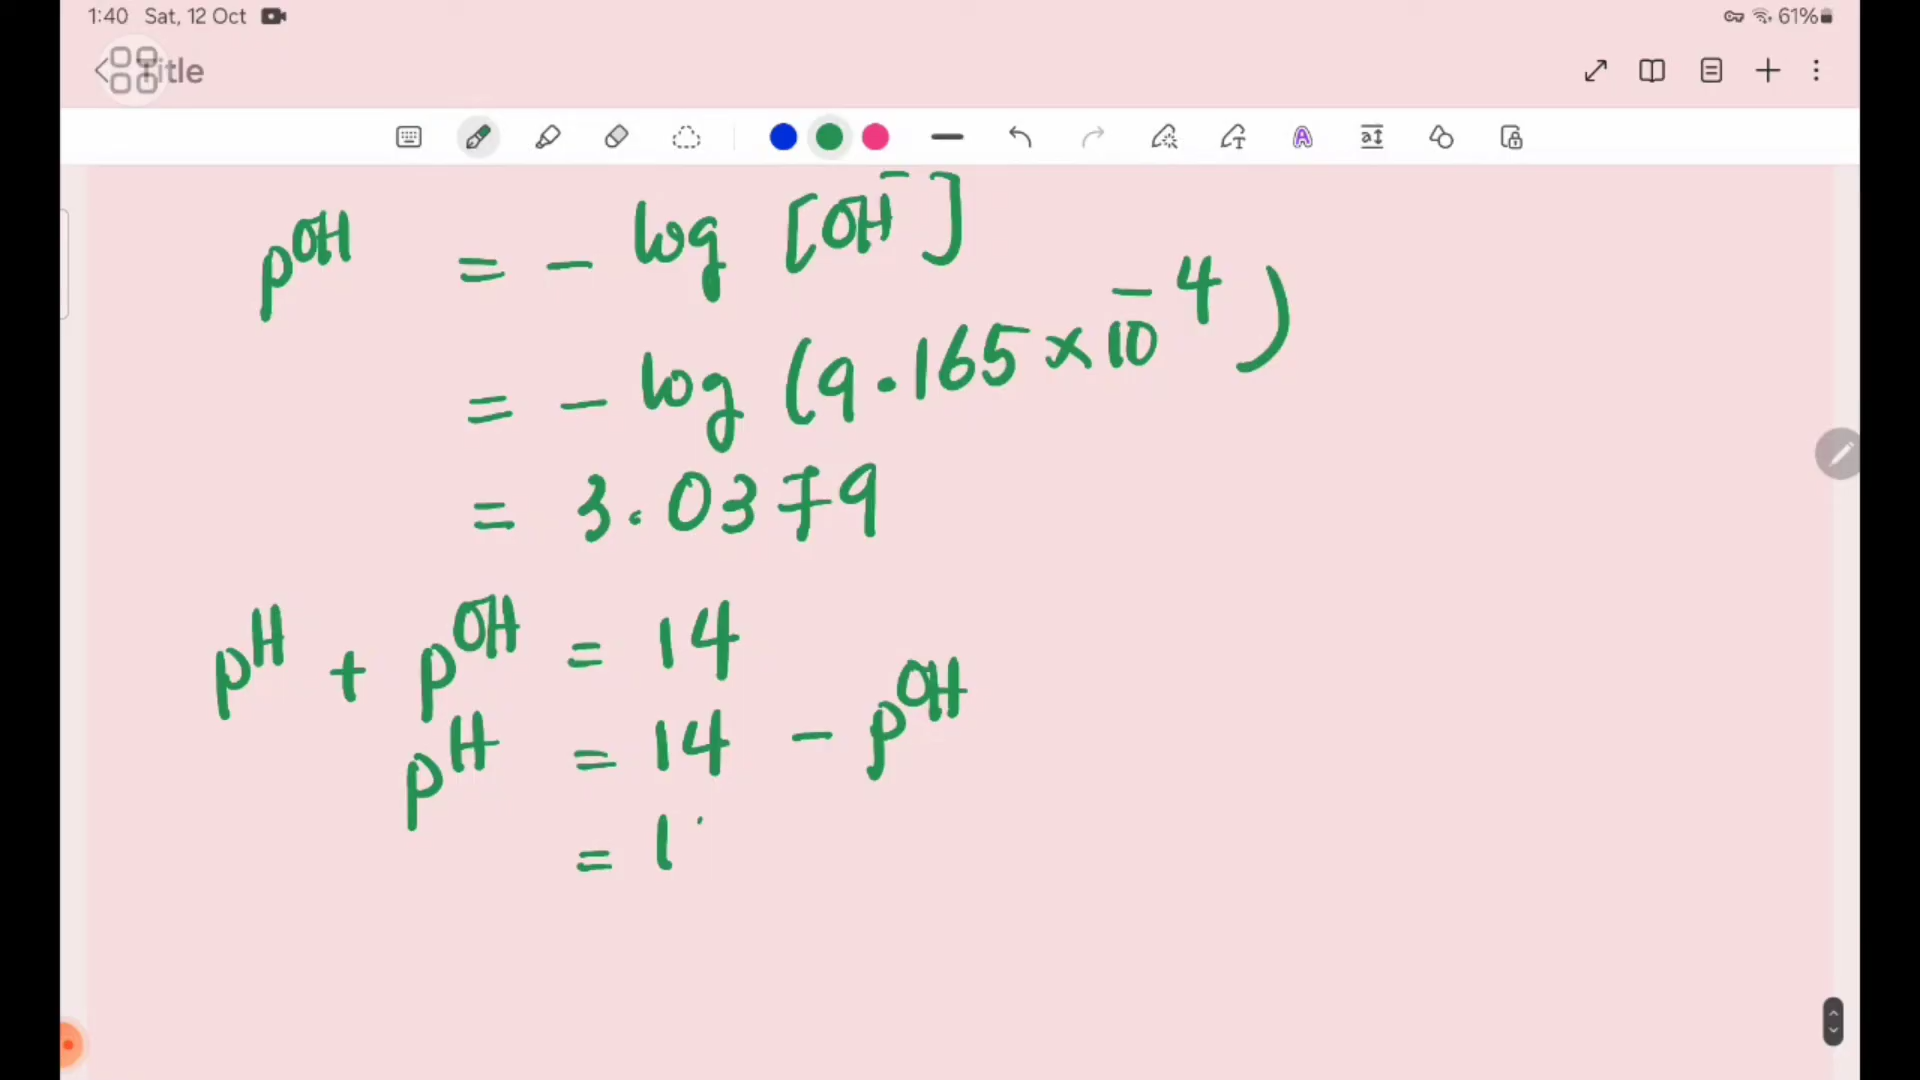 1:40 Sat, 12 Oct
61%
Title
pOH = - log [OH⁻]
= - log (9.165 × 10⁻⁴)
= 3.0379
pH + pOH = 14
pH = 14 - pOH
= 1